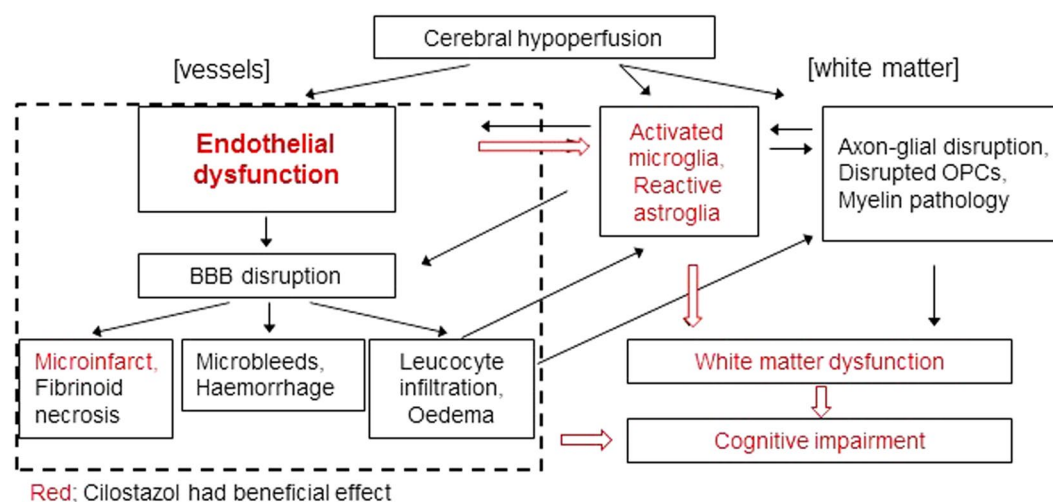 Cerebral hypoperfusion
[vessels]
[white matter]
Endothelial
dysfunction
Activated
microglia,
Reactive
astroglia
Axon-glial disruption,
Disrupted OPCs,
Myelin pathology
BBB disruption
Microinfarct,
Fibrinoid
necrosis
Microbleeds,
Haemorrhage
Leucocyte
infiltration,
Oedema
White matter dysfunction
Cognitive impairment
Red; Cilostazol had beneficial effect